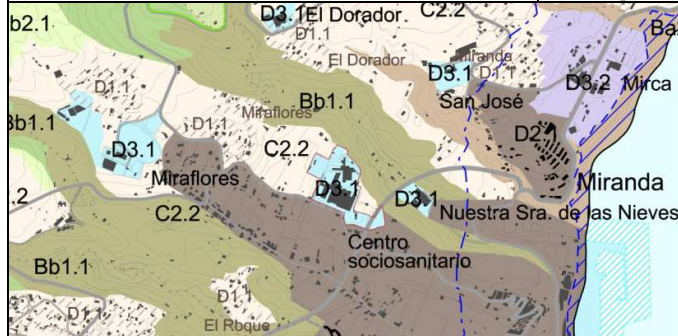 D3.1 El Dorador C2.2
D1.1
b2.1 Ba
El Dorador Miranda
D1.1 D3.1 D1.1 D3.2 Mirca
Bb1.1 San José
Miraflores
Bb1.1 D1.1 D2.1
D3.1 C2.2
Miraflores D3.1 D3.1 Miranda
.2 C2.2 Nuestra Sra. de las Nieves
Centro
sociosanitario
Bb1.1
D1.1
D1.1
El Roque